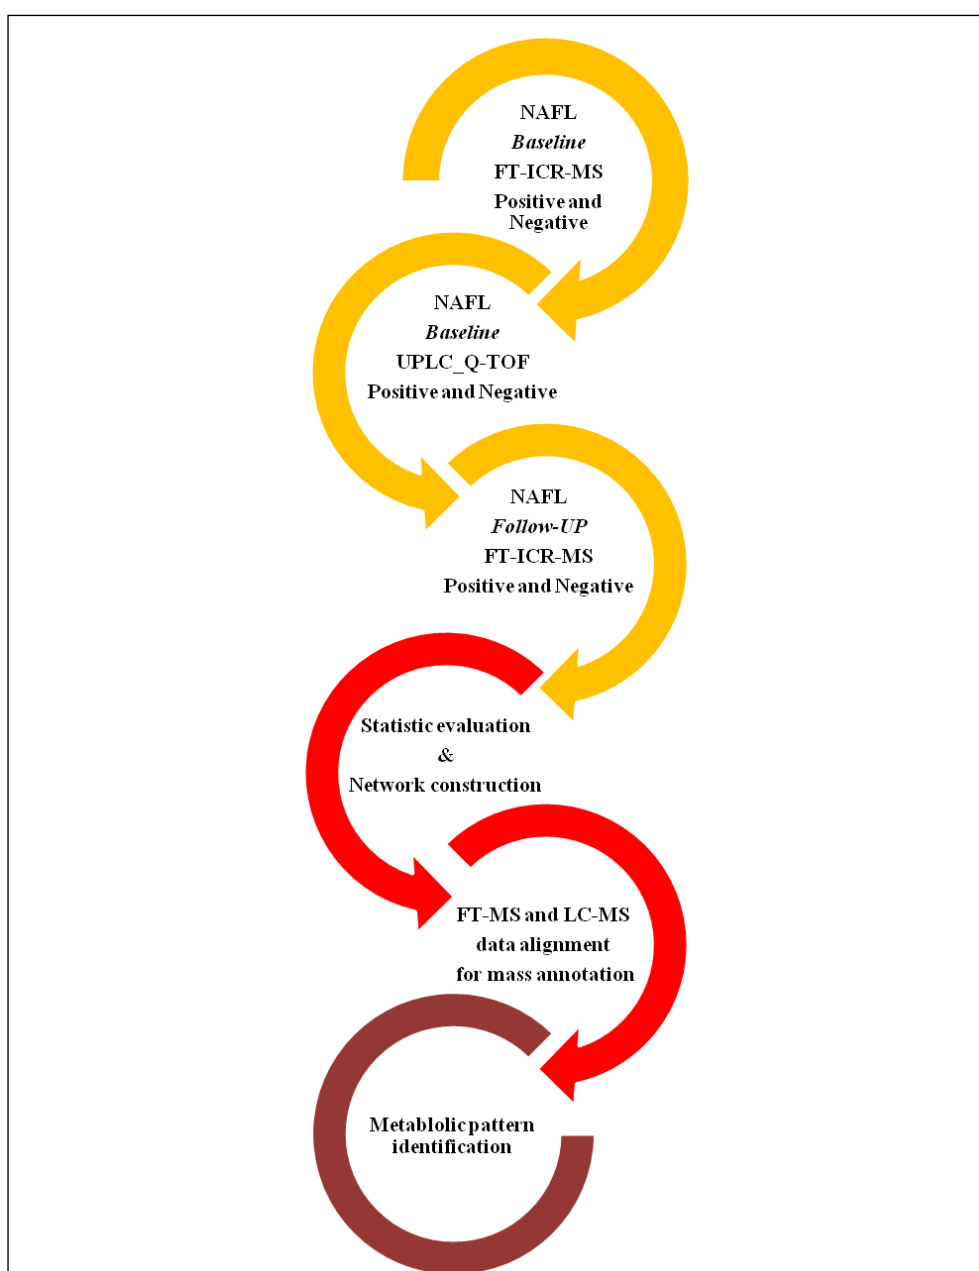 NAFL
Baseline
FT-ICR-MS
Positive and
Negative
NAFL
Baseline
UPLC_Q-TOF
Positive and Negative
NAFL
Follow-UP
FT-ICR-MS
Positive and Negative
Statistic evaluation
&
Network construction
FT-MS and LC-MS
data alignment
for mass annotation
Metablolic pattern
identification